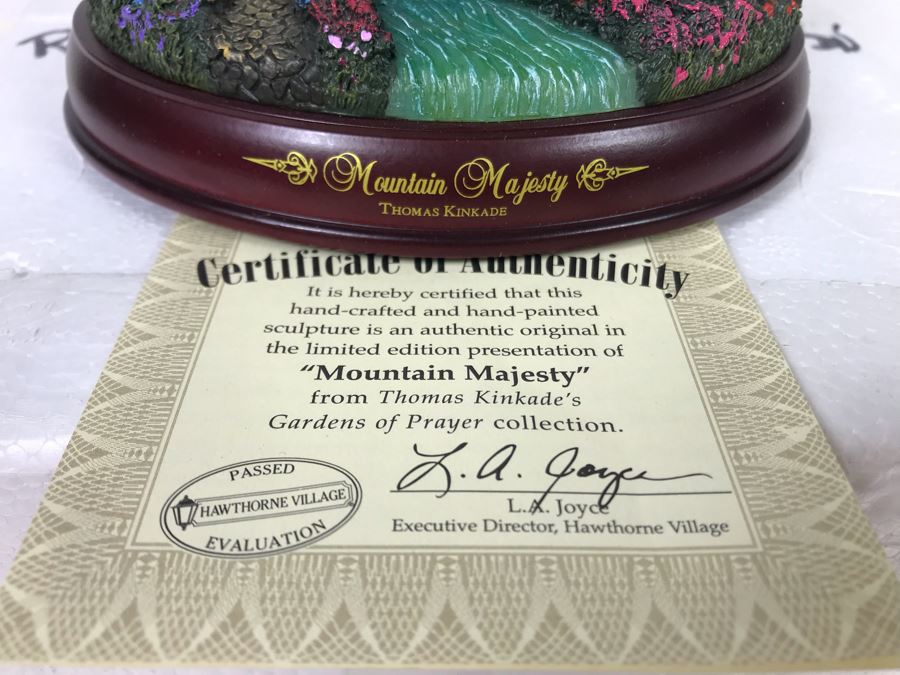 Mountain Majesty
THOMAS KINKADE
Certificate of Authenticity
It is hereby certified that this
hand-crafted and hand-painted
sculpture is an authentic original in
the limited edition presentation of
“Mountain Majesty”
from Thomas Kinkade's
Gardens of Prayer collection.
PASSED
HAWTHORNE VILLAGE
EVALUATION
L. A. Joyce
L.A. Joyce
Executive Director, Hawthorne Village